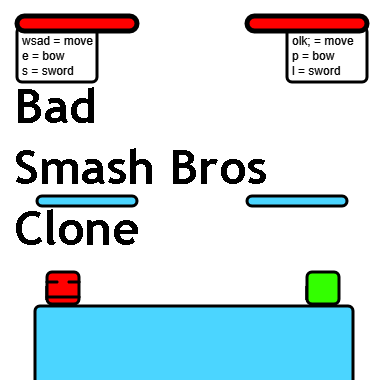 wsad = move
e = bow
s = sword
olk; = move
p = bow
l = sword
Bad
Smash Bros
Clone